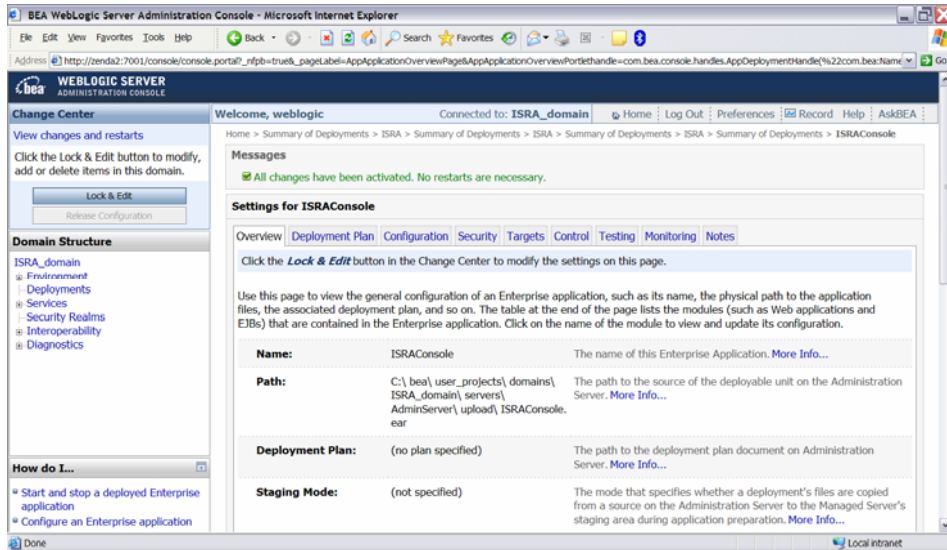 BEA WebLogic Server Administration Console - Microsoft Internet Explorer
File Edit View Favorites Tools Help
Back Search Favorites
Address http://zenda2:7001/console/console.portal?_nfpb=true&_pageLabel=AppApplicationOverviewPage&AppApplicationOverviewPortlethandle=com.bea.console.handles.AppDeploymentHandle(%22com.bea:Name Go
bea WEBLOGIC SERVER
ADMINISTRATION CONSOLE
Change Center
View changes and restarts
Click the Lock & Edit button to modify,
add or delete items in this domain.
Lock & Edit
Release Configuration
Domain Structure
ISRA_domain
Environment
Deployments
Services
Security Realms
Interoperability
Diagnostics
How do I...
Start and stop a deployed Enterprise
application
Configure an Enterprise application
Welcome, weblogic Connected to: ISRA_domain Home Log Out Preferences Record Help AskBEA
Home > Summary of Deployments > ISRA > Summary of Deployments > ISRA > Summary of Deployments > ISRA > Summary of Deployments > ISRAConsole
Messages
All changes have been activated. No restarts are necessary.
Settings for ISRAConsole
Overview Deployment Plan Configuration Security Targets Control Testing Monitoring Notes
Click the Lock & Edit button in the Change Center to modify the settings on this page.
Use this page to view the general configuration of an Enterprise application, such as its name, the physical path to the application
files, the associated deployment plan, and so on. The table at the end of the page lists the modules (such as Web applications and
EJBs) that are contained in the Enterprise application. Click on the name of the module to view and update its configuration.
Name: ISRAConsole The name of this Enterprise Application. More Info...
Path: C:\ bea\ user_projects\ domains\ The path to the source of the deployable unit on the Administration
ISRA_domain\ servers\ Server. More Info...
AdminServer\ upload\ ISRAConsole.
ear
Deployment Plan: (no plan specified) The path to the deployment plan document on Administration
Server. More Info...
Staging Mode: (not specified) The mode that specifies whether a deployment's files are copied
from a source on the Administration Server to the Managed Server's
staging area during application preparation. More Info...
Done Local intranet